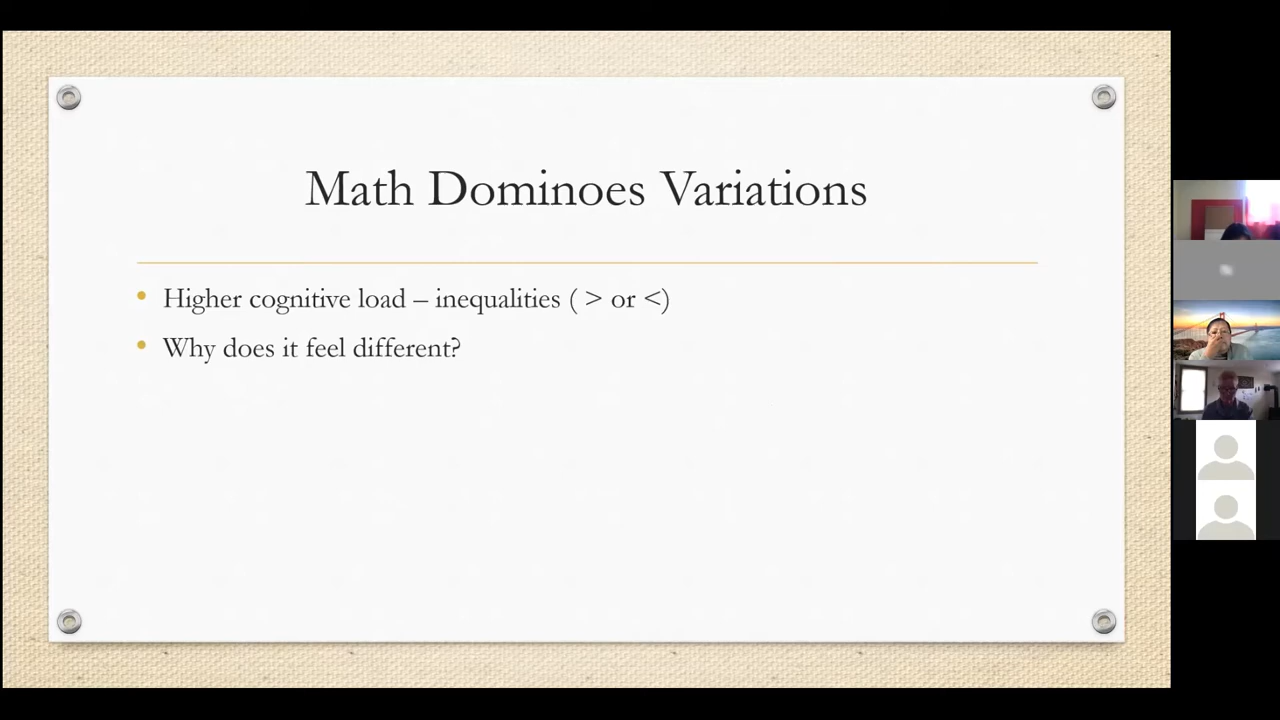 Math Dominoes Variations
• Higher cognitive load – inequalities ( > or <)
• Why does it feel different?